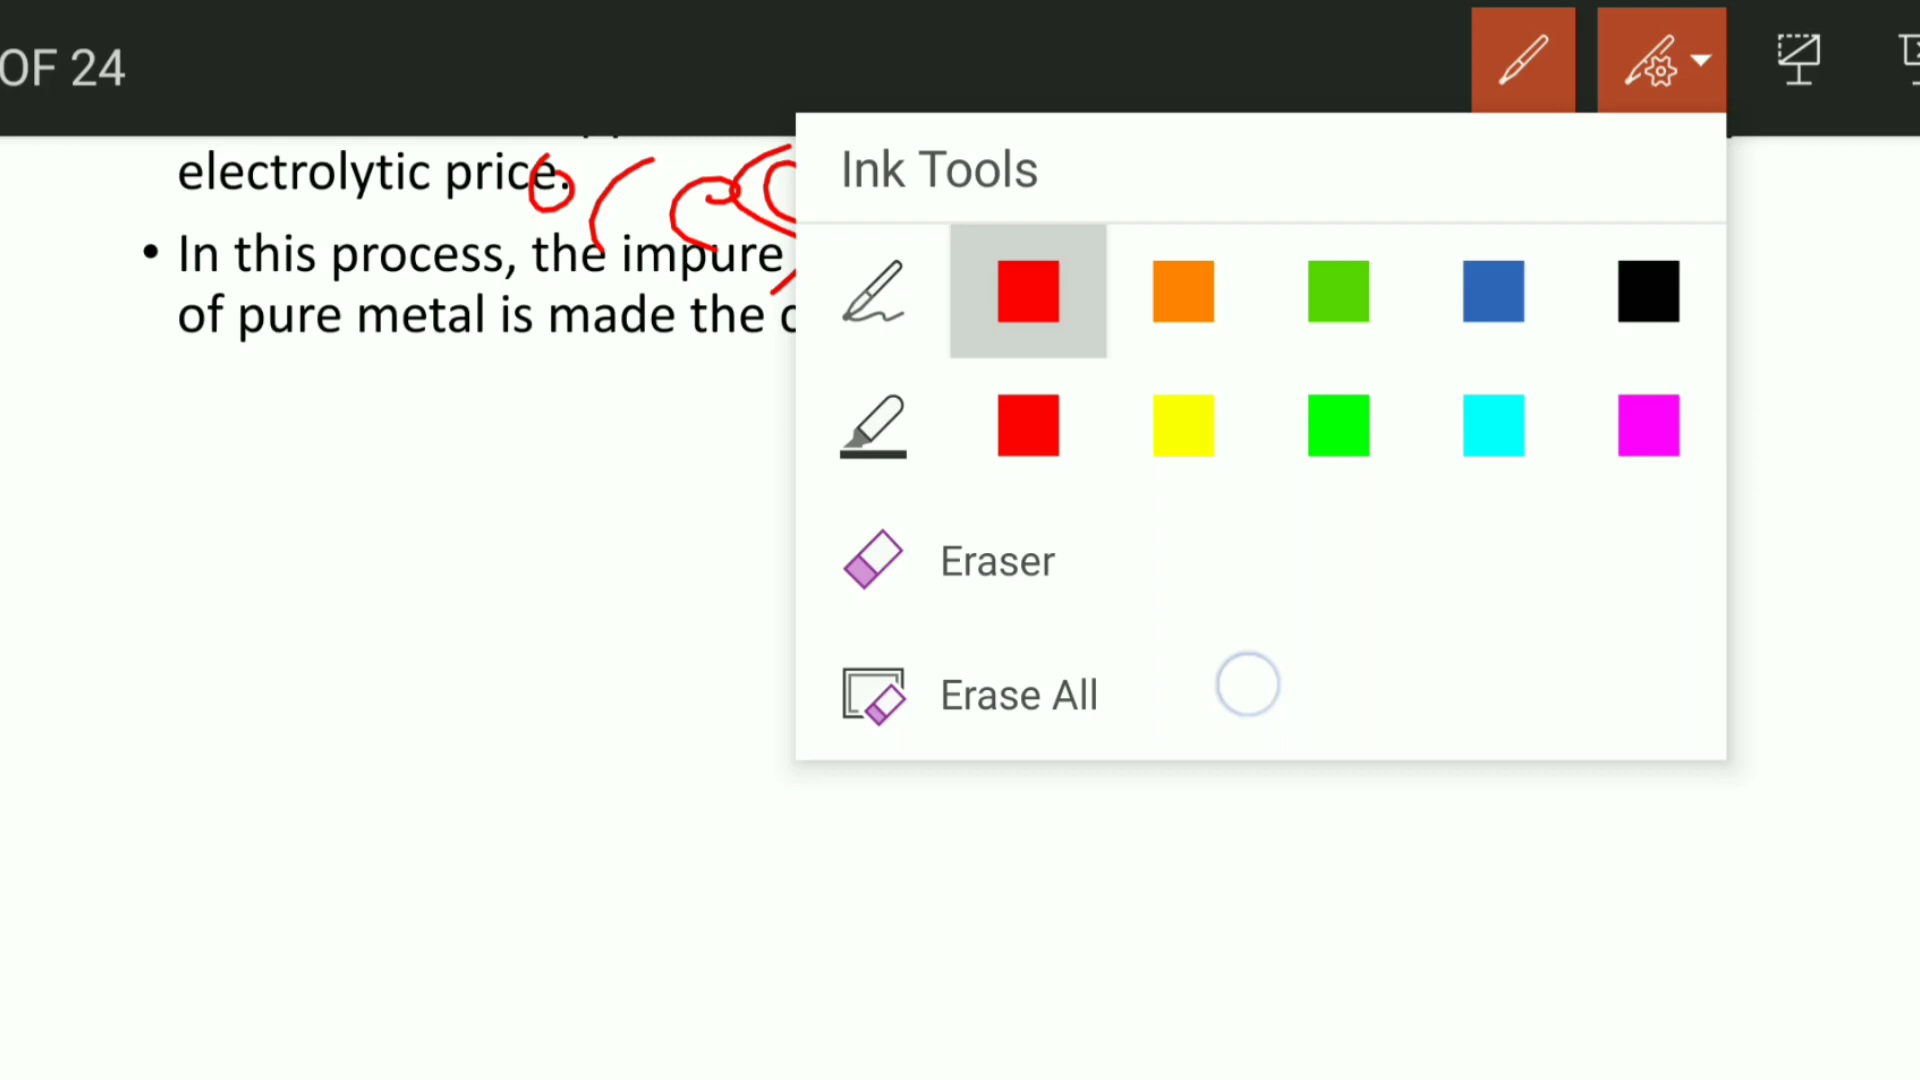 OF 24
electrolytic price.
• In this process, the impure
of pure metal is made the
Ink Tools
Eraser
Erase All